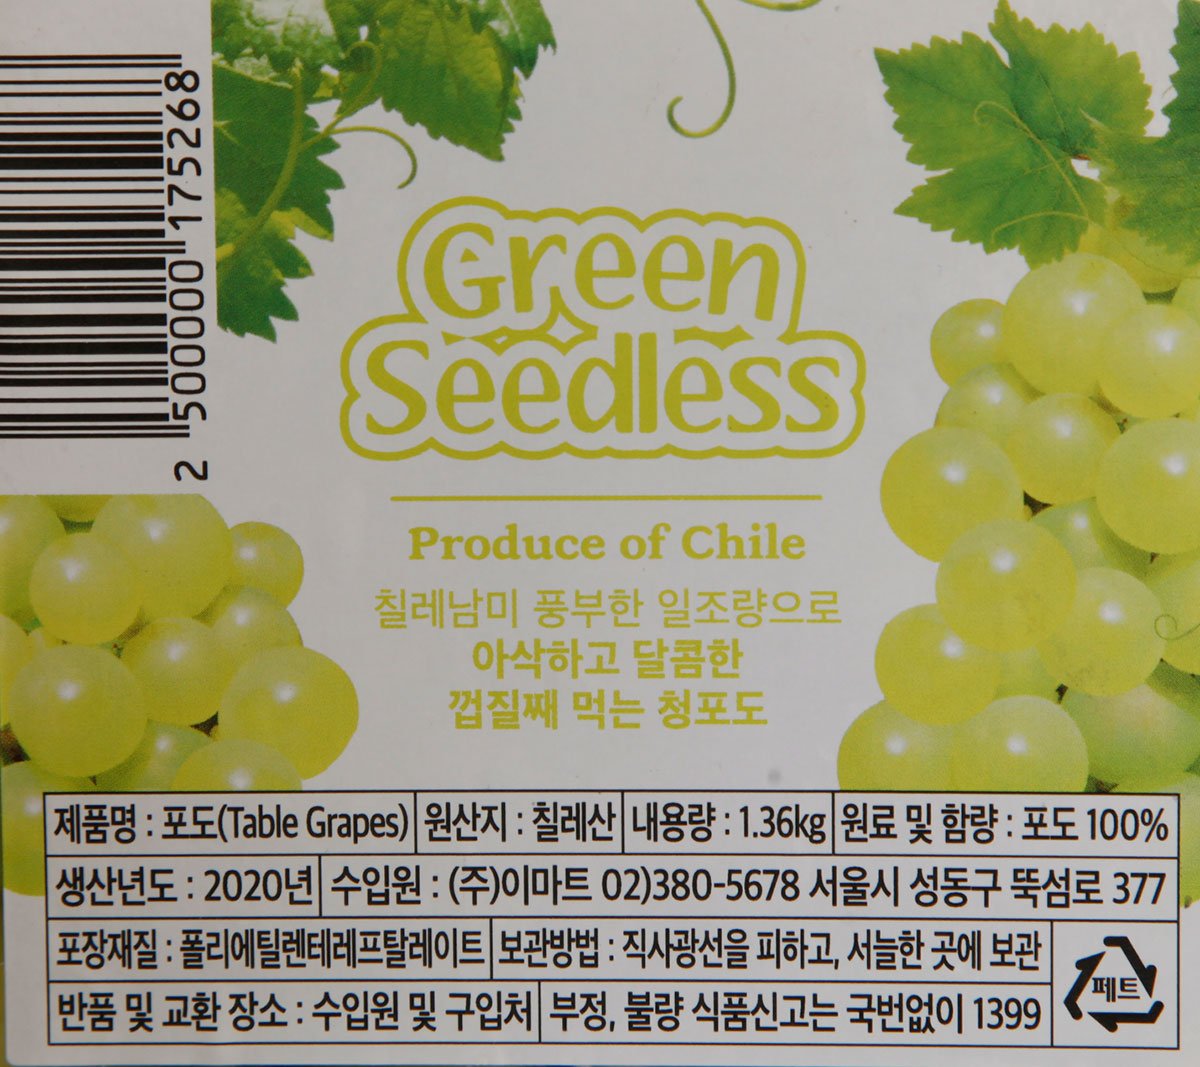 2 500000 175268
Green
Seedless
Produce of Chile
칠레남미 풍부한 일조량으로
아삭하고 달콤한
껍질째 먹는 청포도
제품명 : 포도(Table Grapes) 원산지 : 칠레산 내용량 : 1.36kg 원료 및 함량 : 포도 100%
생산년도 : 2020년 수입원 : (주)이마트 02)380-5678 서울시 성동구 뚝섬로 377
포장재질 : 폴리에틸렌테레프탈레이트 보관방법 : 직사광선을 피하고, 서늘한 곳에 보관
반품 및 교환 장소 : 수입원 및 구입처 부정, 불량 식품신고는 국번없이 1399
페트